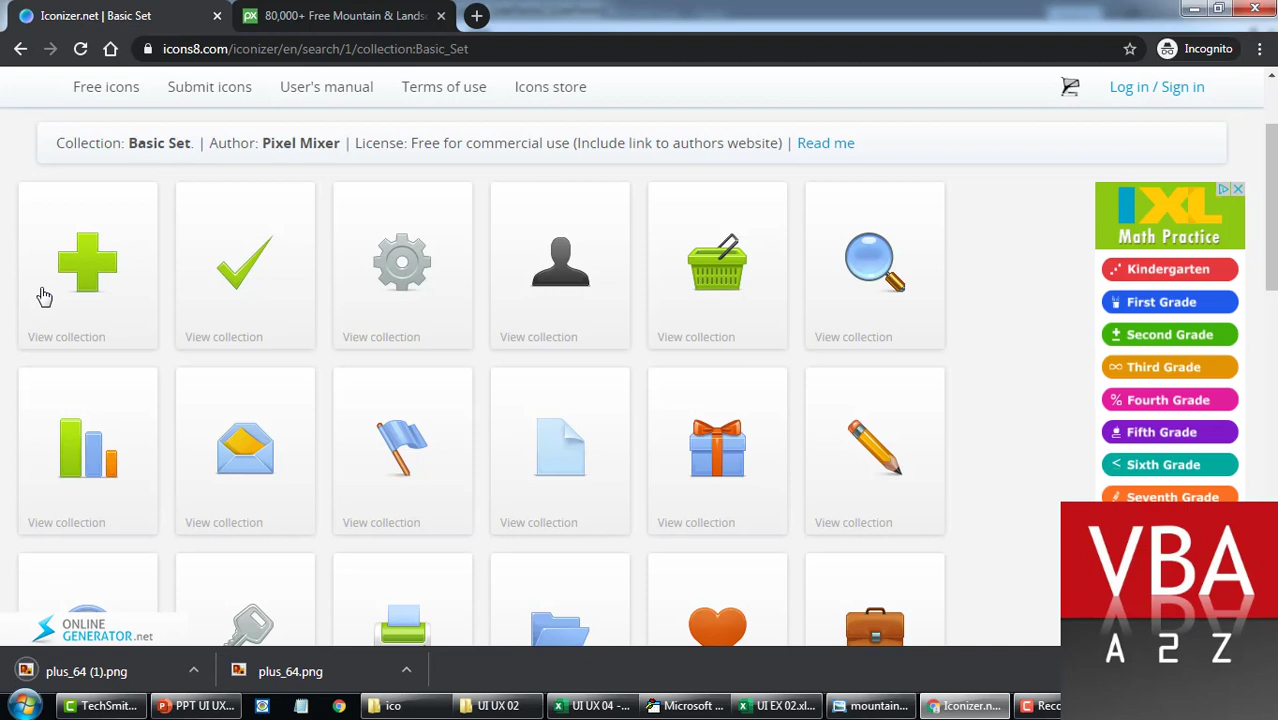 Iconizer.net | Basic Set
80,000+ Free Mountain & Lands
icons8.com/iconizer/en/search/1/collection:Basic_Set
Incognito
Free icons Submit icons User's manual Terms of use Icons store Log in / Sign in
Collection: Basic Set. | Author: Pixel Mixer | License: Free for commercial use (Include link to authors website) | Read me
View collection View collection View collection View collection View collection View collection
View collection View collection View collection View collection View collection View collection
IXL
Math Practice
Kindergarten
First Grade
Second Grade
Third Grade
Fourth Grade
Fifth Grade
Sixth Grade
Seventh Grade
ONLINE
GENERATOR.net
VBA
A 2 Z
plus_64 (1).png plus_64.png
TechSmit... PPT UI UX... ico UI UX 02 UI UX 04 -... Microsoft ... UI EX 02.xl... mountain... Iconizer.n... Reco